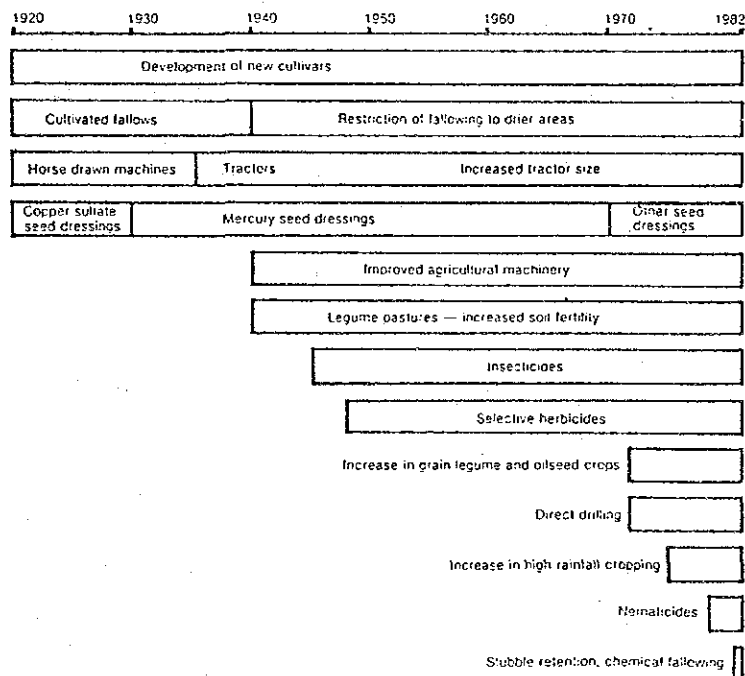 1920 1930 1940 1950 1960 1970 1982
Development of new cultivars
Cultivated fallows Restriction of fallowing to drier areas
Horse drawn machines Tractors Increased tractor size
Copper sulfate Other seed
seed dressings Mercury seed dressings dressings
Improved agricultural machinery
Legume pastures — increased soil fertility
Insecticides
Selective herbicides
Increase in grain legume and oilseed crops
Direct drilling
Increase in high rainfall cropping
Nematicides
Stubble retention, chemical fallowing